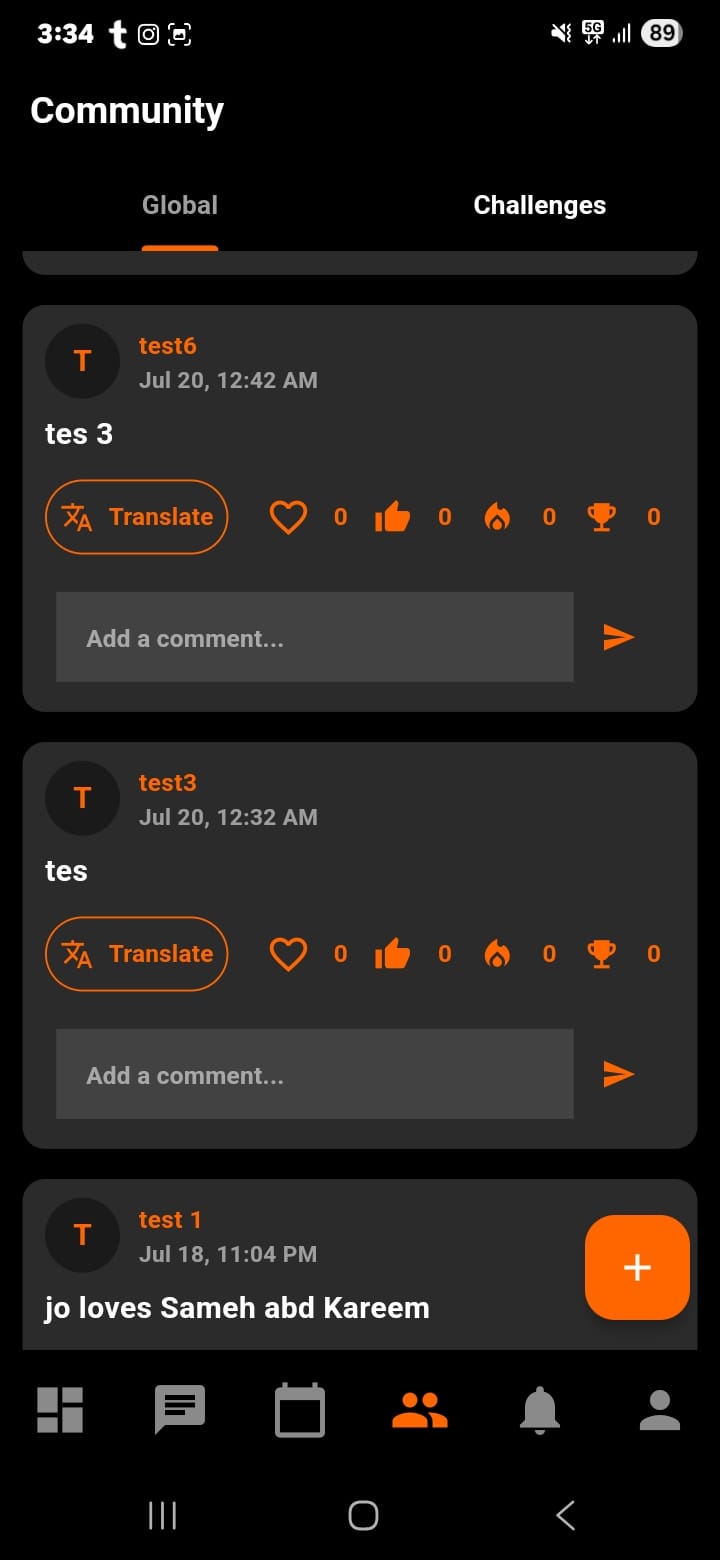 3:34
5G
89
Community
Global Challenges
T
test6
Jul 20, 12:42 AM
tes 3
Translate 0 0 0 0
Add a comment...
T
test3
Jul 20, 12:32 AM
tes
Translate 0 0 0 0
Add a comment...
T
test 1
Jul 18, 11:04 PM
jo loves Sameh abd Kareem